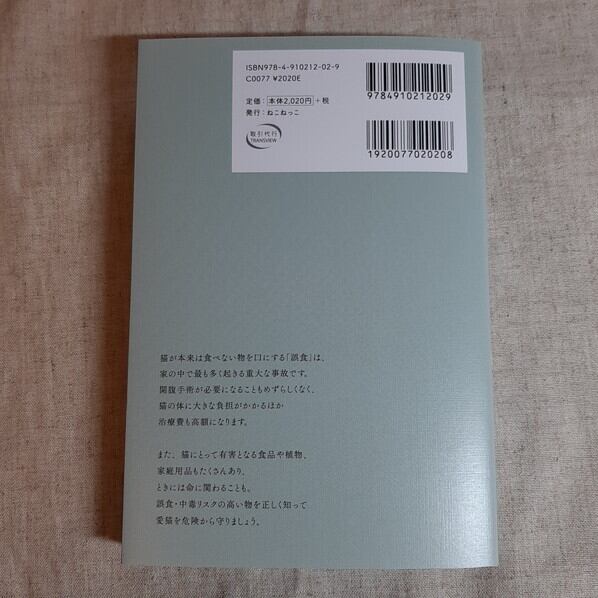 ISBN978-4-910212-02-9
C0077 ¥2020E
定価：本体2,020円＋税
発行：ねこねっこ
取引代行
TRANSVIEW
9784910212029
1920077020208
猫が本来は食べない物を口にする「誤食」は、
家の中で最も多く起きる重大な事故です。
開腹手術が必要になることもめずらしくなく、
猫の体に大きな負担がかかるほか
治療費も高額になります。
また、猫にとって有害となる食品や植物、
家庭用品もたくさんあり、
ときには命に関わることも。
誤食・中毒リスクの高い物を正しく知って
愛猫を危険から守りましょう。